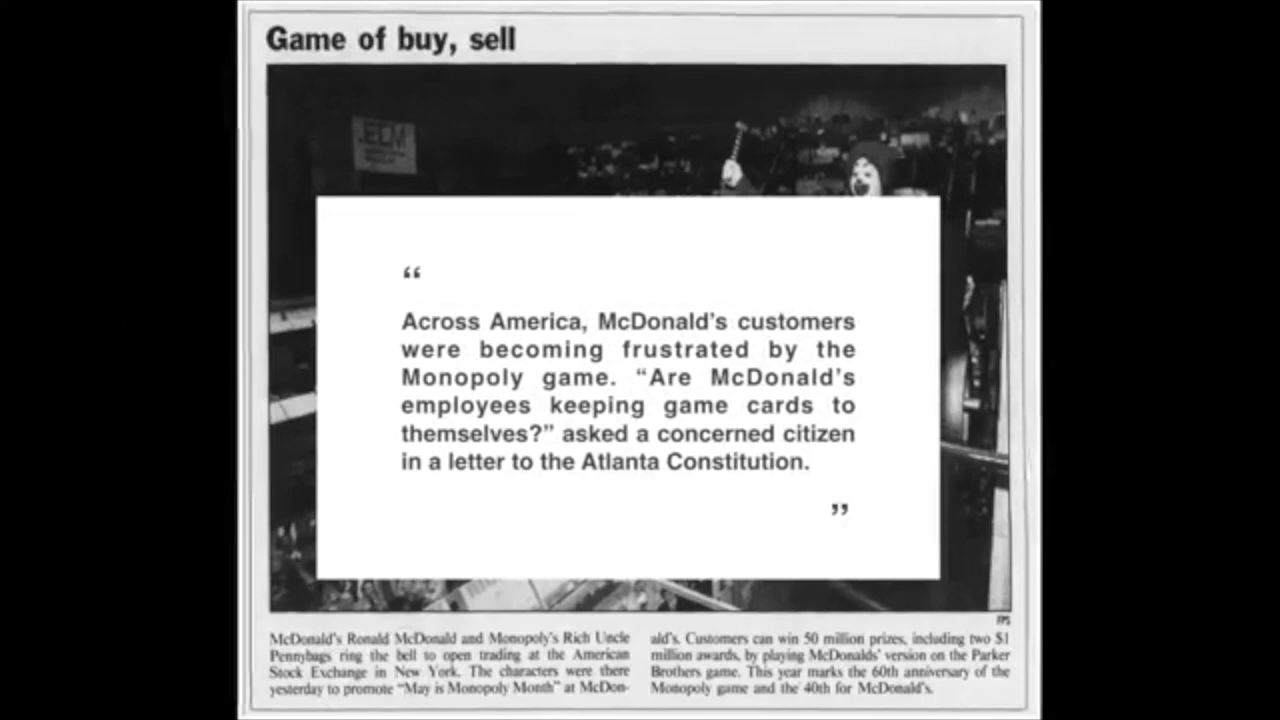 Game of buy, sell
“
Across America, McDonald’s customers
were becoming frustrated by the
Monopoly game. “Are McDonald’s
employees keeping game cards to
themselves?” asked a concerned citizen
in a letter to the Atlanta Constitution.
”
McDonald's Ronald McDonald and Monopoly's Rich Uncle
Pennybags ring the bell to open trading at the American
Stock Exchange in New York. The characters were there
yesterday to promote “May is Monopoly Month” at McDon-
ald's. Customers can win 50 million prizes, including two $1
million awards, by playing McDonalds' version on the Parker
Brothers game. This year marks the 60th anniversary of the
Monopoly game and the 40th for McDonald's.